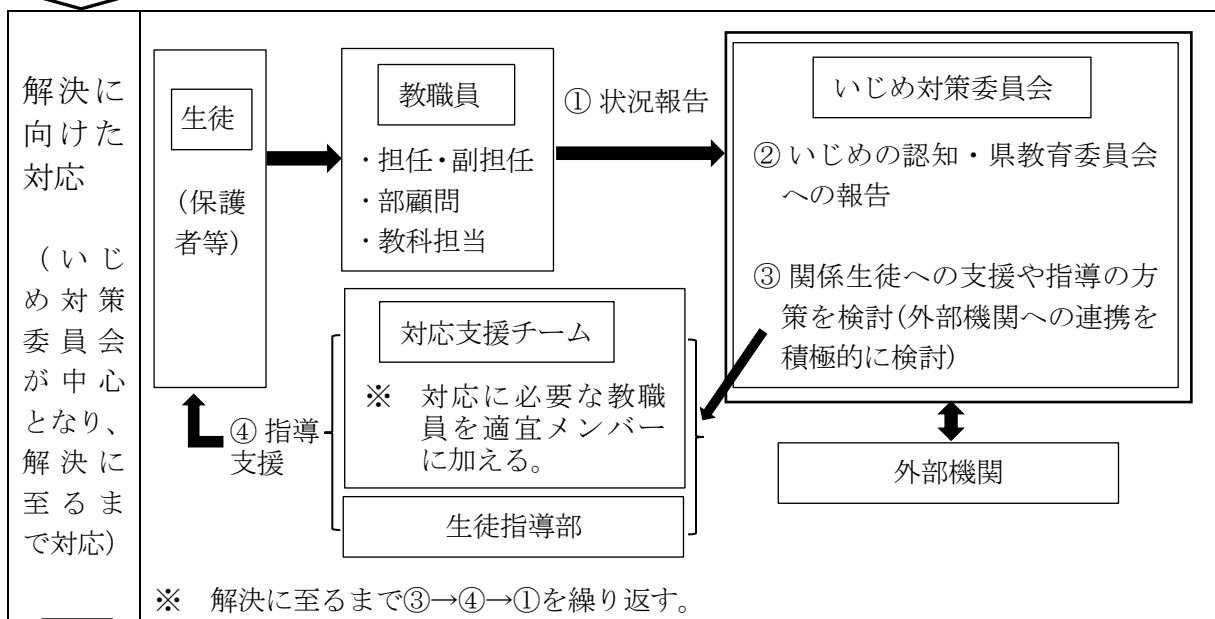 解決に
向けた
対応
(いじ
め対策
委員会
が中心
となり、
解決に
至るま
で対応)
生徒
(保護
者等)
教職員
・担任・副担任
・部顧問
・教科担当
① 状況報告
いじめ対策委員会
② いじめの認知・県教育委員会
への報告
③ 関係生徒への支援や指導の方
策を検討(外部機関への連携を
積極的に検討)
対応支援チーム
※ 対応に必要な教職
員を適宜メンバー
に加える。
④ 指導
支援
生徒指導部
外部機関
※ 解決に至るまで③→④→①を繰り返す。